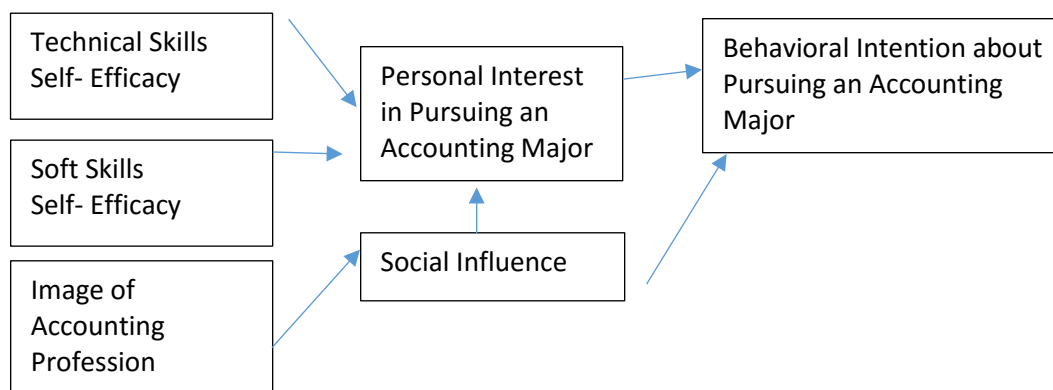 Technical Skills
Self- Efficacy
Soft Skills
Self- Efficacy
Image of
Accounting
Profession
Personal Interest
in Pursuing an
Accounting Major
Social Influence
Behavioral Intention about
Pursuing an Accounting
Major